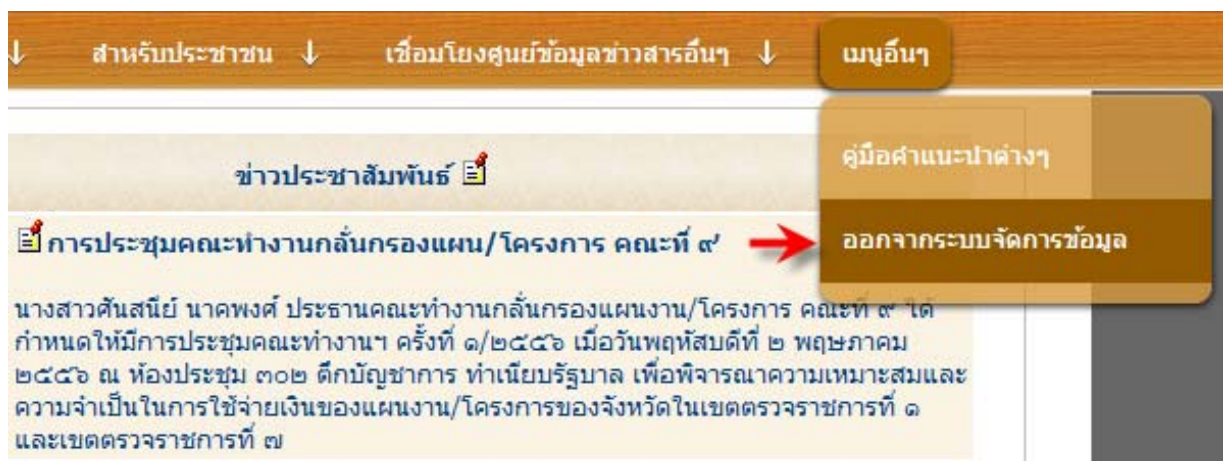 สำหรับประชาชน ↓ เชื่อมโยงศูนย์ข้อมูลข่าวสารอื่นๆ ↓ เมนูอื่นๆ
คู่มือคำแนะนำต่างๆ
ออกจากระบบจัดการข้อมูล
ข่าวประชาสัมพันธ์
การประชุมคณะทำงานกลั่นกรองแผน/โครงการ คณะที่ ๙
นางสาวศันสนีย์ นาคพงศ์ ประธานคณะทำงานกลั่นกรองแผนงาน/โครงการ คณะที่ ๙ ได้
กำหนดให้มีการประชุมคณะทำงานฯ ครั้งที่ ๑/๒๕๕๖ เมื่อวันพฤหัสบดีที่ ๒ พฤษภาคม
๒๕๕๖ ณ ห้องประชุม ๓๐๒ ตึกบัญชาการ ทำเนียบรัฐบาล เพื่อพิจารณาความเหมาะสมและ
ความจำเป็นในการใช้จ่ายเงินของแผนงาน/โครงการของจังหวัดในเขตตรวจราชการที่ ๑
และเขตตรวจราชการที่ ๗